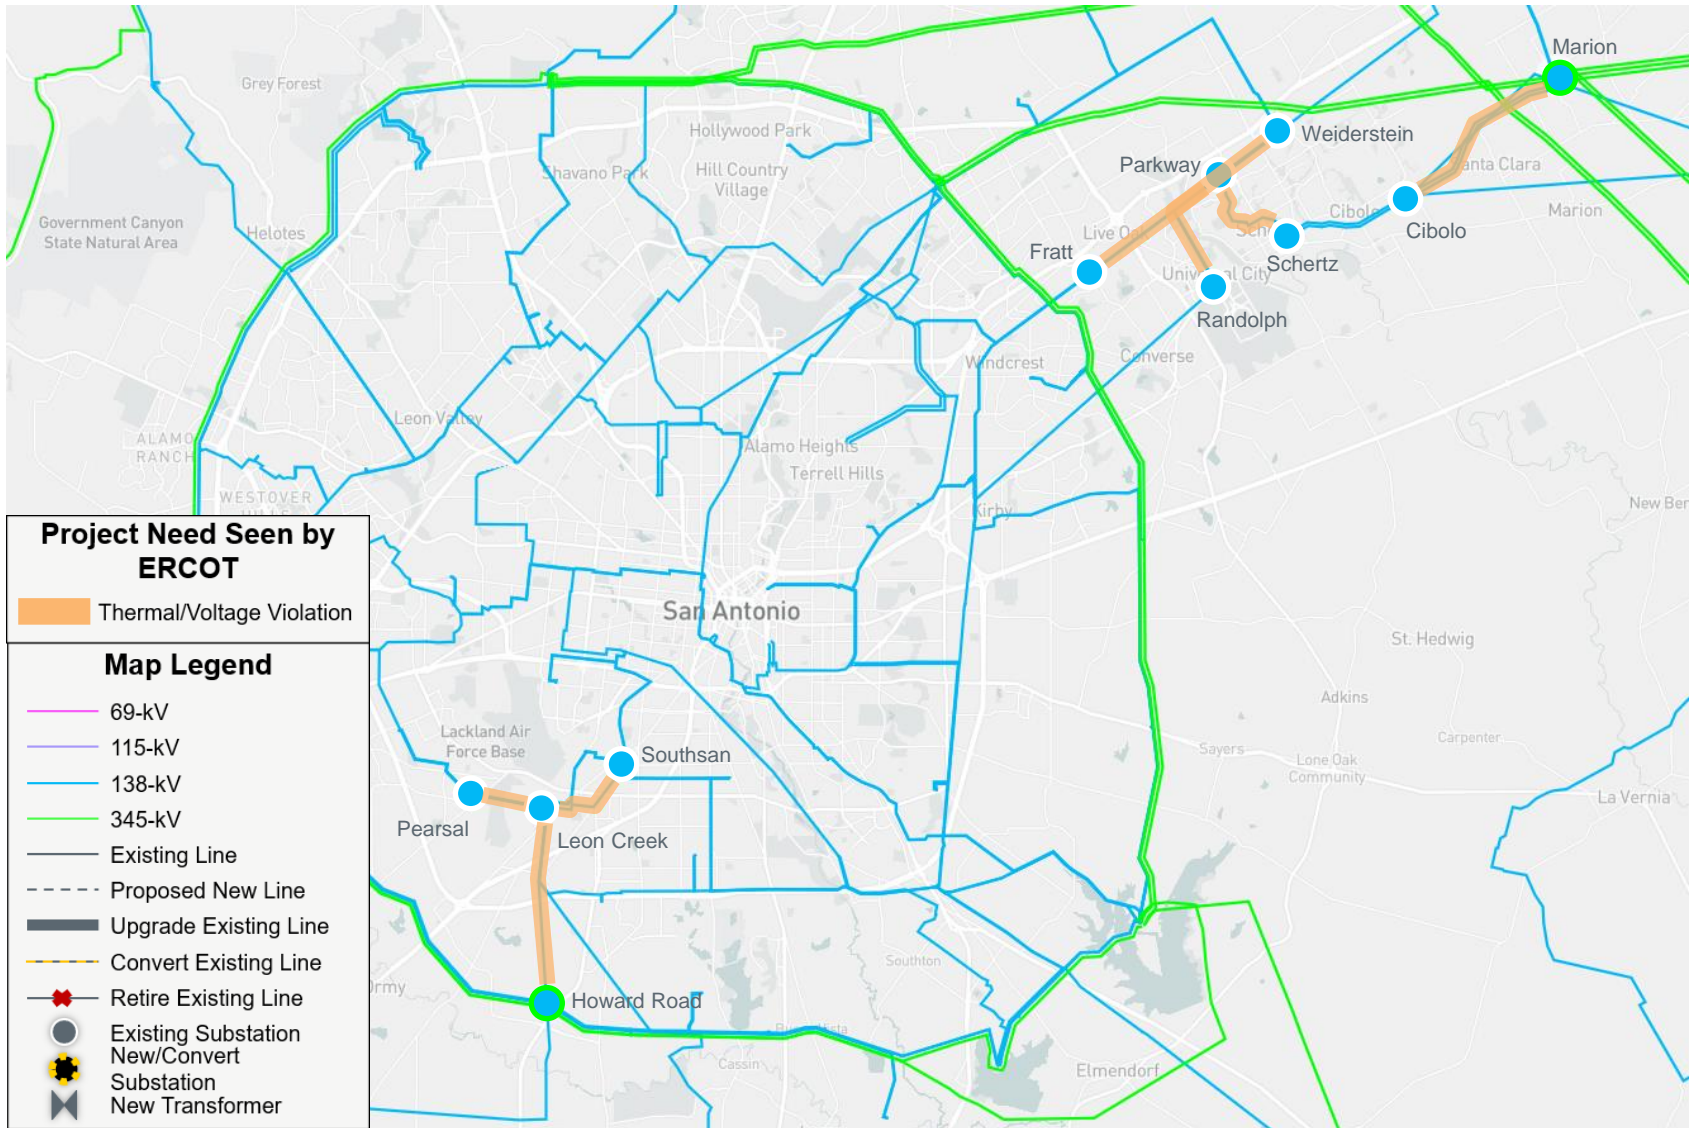 Marion
Grey Forest
Hollywood Park
Weiderstein
Parkway
Shavano Park
Hill Country
Village
Santa Clara
Government Canyon
State Natural Area
Helotes
Cibolo
Marion
Live Oak
Cibolo
Fratt
Schertz
Universal City
Randolph
Windcrest
Converse
Leon Valley
ALAMO
RANCH
Alamo Heights
Terrell Hills
WESTOVER
HILLS
Kirby
New Ber
Project Need Seen by
ERCOT
Thermal/Voltage Violation
San Antonio
St. Hedwig
Map Legend
69-kV
115-kV
138-kV
345-kV
Existing Line
Proposed New Line
Upgrade Existing Line
Convert Existing Line
Retire Existing Line
Existing Substation
New/Convert
Substation
New Transformer
Adkins
Lackland Air
Force Base
Southsan
Sayers
Carpenter
Lone Oak
Community
La Vernia
Pearsal
Leon Creek
Southton
ormy
Howard Road
Buena Vista
Cassin
Elmendorf